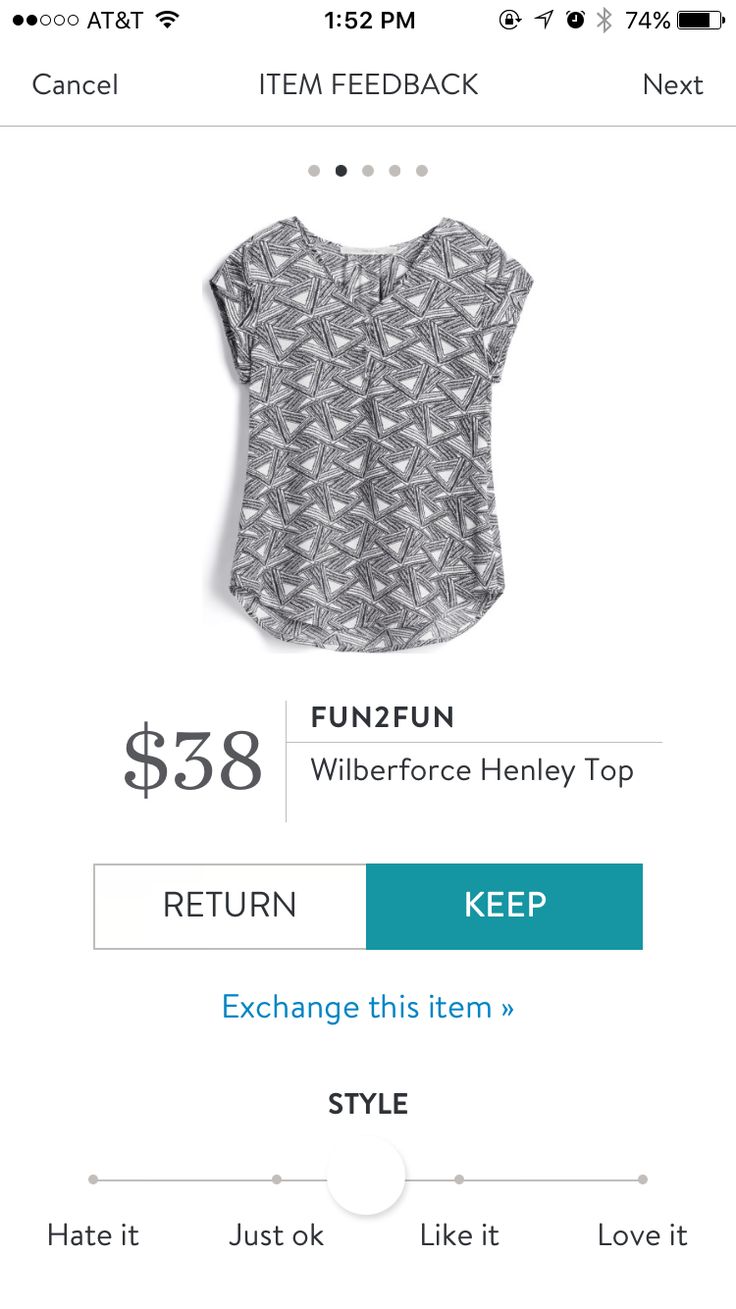 AT&T 1:52 PM 74%
Cancel ITEM FEEDBACK Next
$38
FUN2FUN
Wilberforce Henley Top
RETURN KEEP
Exchange this item »
STYLE
Hate it Just ok Like it Love it